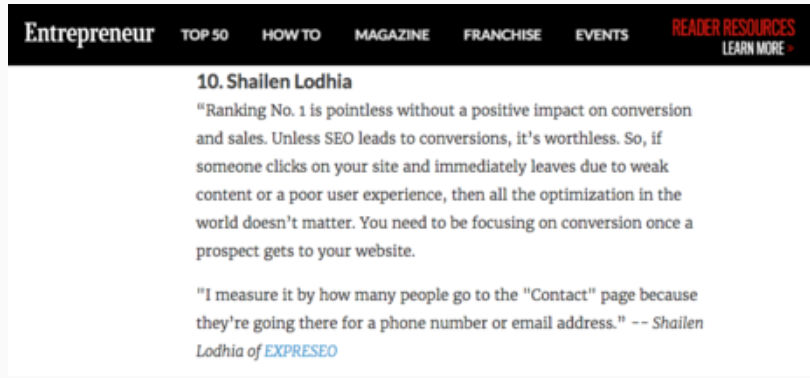 Entrepreneur TOP 50 HOW TO MAGAZINE FRANCHISE EVENTS READER RESOURCES
LEARN MORE »
10. Shailen Lodhia
“Ranking No. 1 is pointless without a positive impact on conversion
and sales. Unless SEO leads to conversions, it’s worthless. So, if
someone clicks on your site and immediately leaves due to weak
content or a poor user experience, then all the optimization in the
world doesn’t matter. You need to be focusing on conversion once a
prospect gets to your website.
"I measure it by how many people go to the "Contact" page because
they’re going there for a phone number or email address.” -- Shailen
Lodhia of EXPRESEO